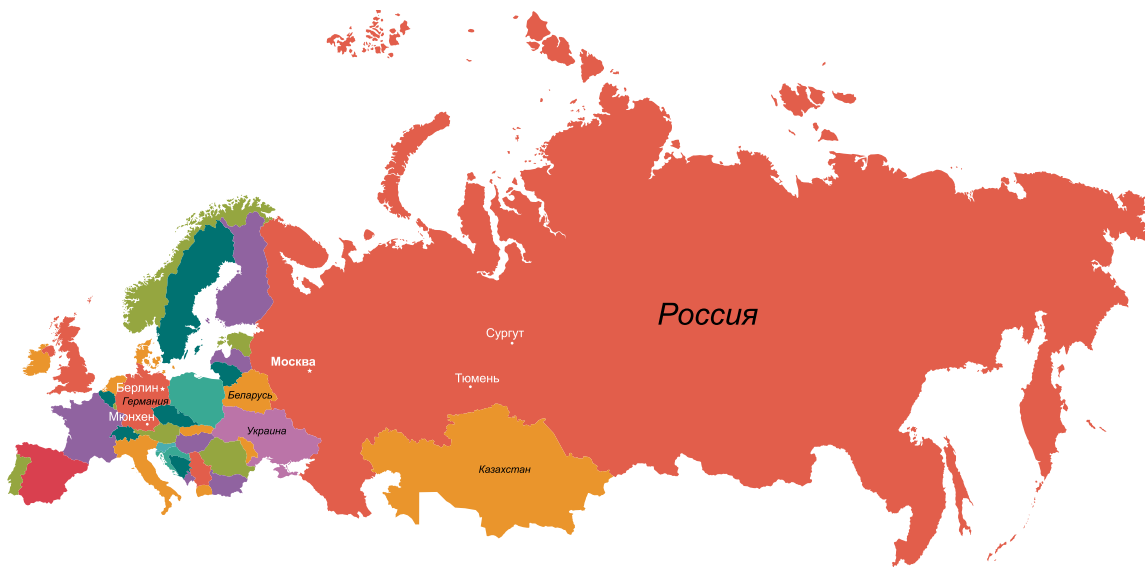 Россия
Сургут
Москва
Тюмень
Берлин
Германия
Беларусь
Мюнхен
Украина
Казахстан